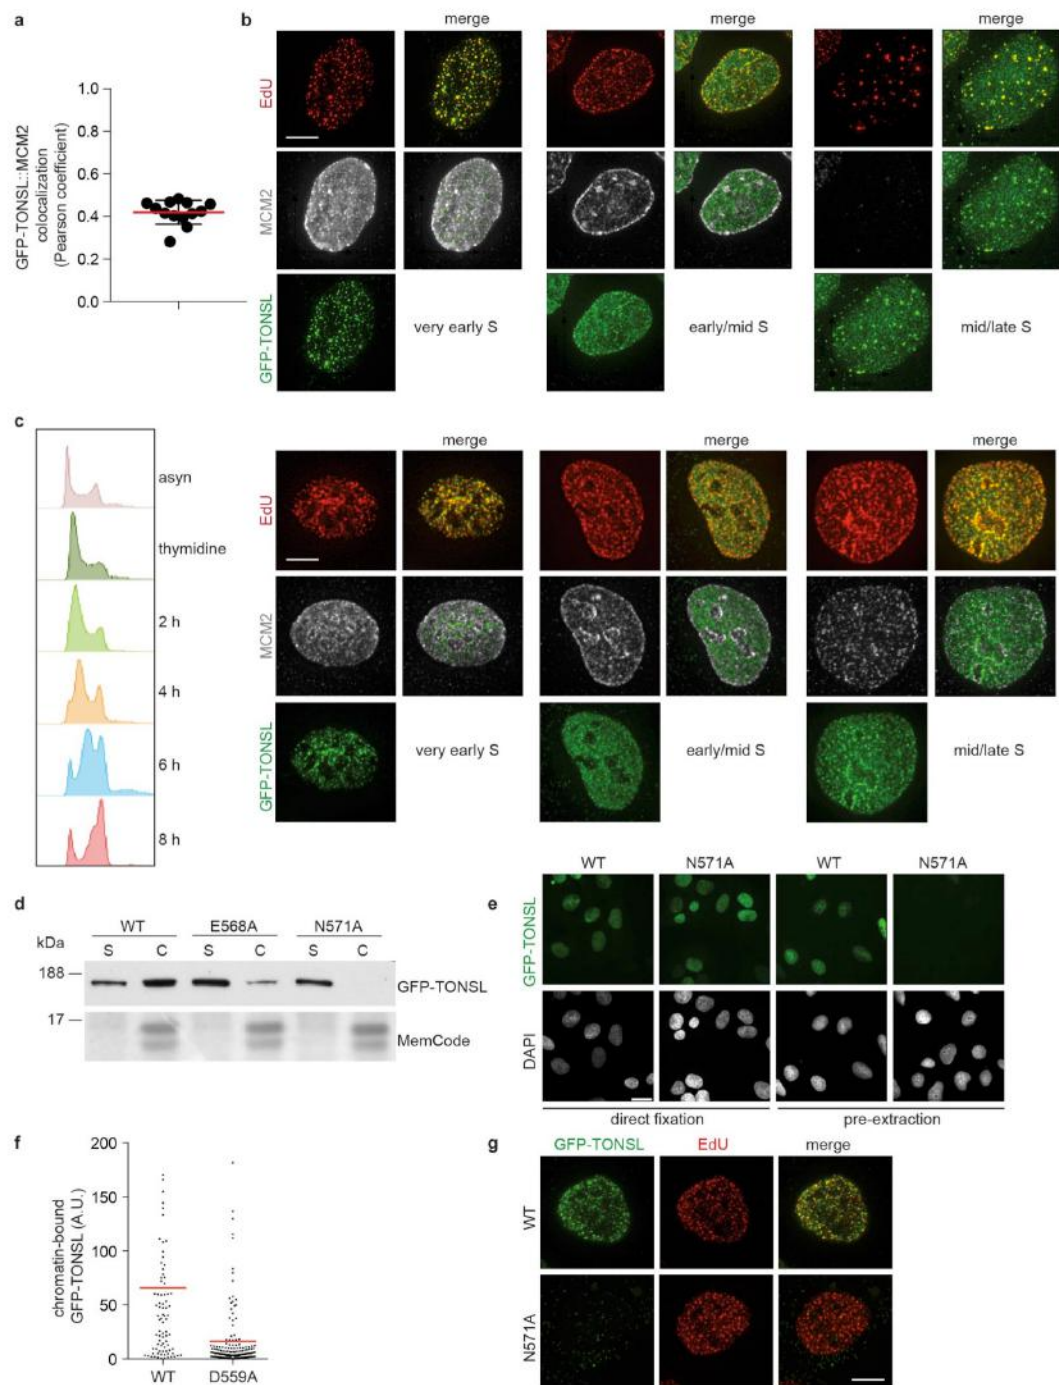 a
GFP-TONSL::MCM2
colocalization
(Pearson coefficient)
1.0
0.8
0.6
0.4
0.2
0.0
b
merge
merge
merge
EdU
MCM2
GFP-TONSL
very early S
early/mid S
mid/late S
c
asyn
thymidine
2 h
4 h
6 h
8 h
merge
merge
merge
EdU
MCM2
GFP-TONSL
very early S
early/mid S
mid/late S
d
WT E568A N571A
kDa S C S C S C
188
GFP-TONSL
17
MemCode
e
WT N571A WT N571A
GFP-TONSL
DAPI
direct fixation pre-extraction
f
chromatin-bound
GFP-TONSL (A.U.)
200
150
100
50
0
WT D559A
g
GFP-TONSL EdU merge
WT
N571A